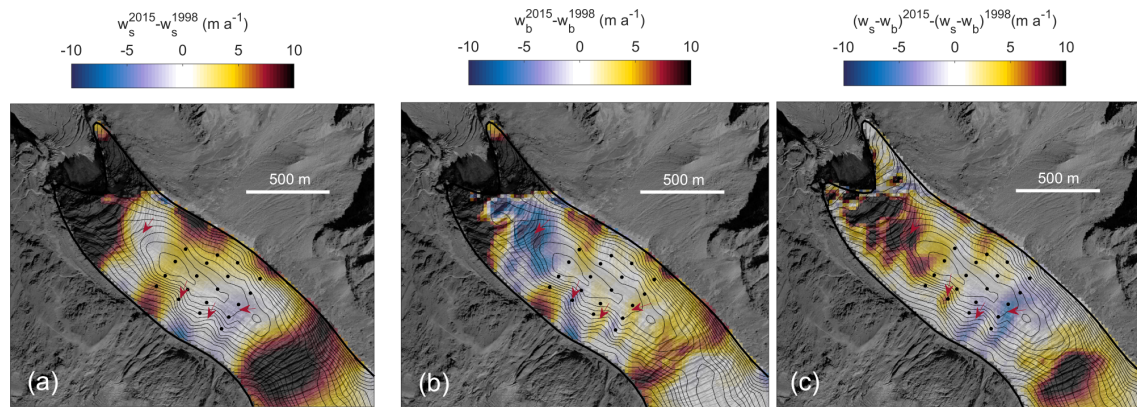 w_s^2015-w_s^1998 (m a^-1)
-10 -5 0 5 10
500 m
(a)
w_b^2015-w_b^1998 (m a^-1)
-10 -5 0 5 10
500 m
(b)
(w_s-w_b)^2015-(w_s-w_b)^1998(m a^-1)
-10 -5 0 5 10
500 m
(c)